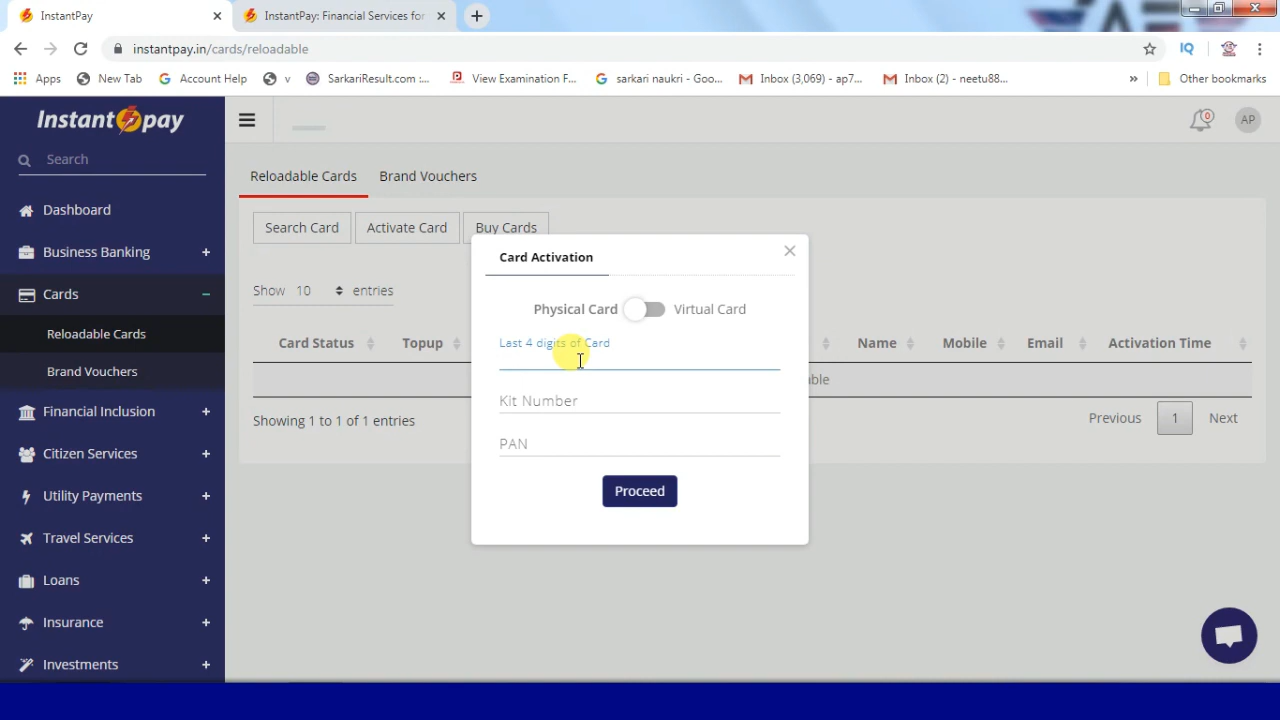 InstantPay
InstantPay: Financial Services for
instantpay.in/cards/reloadable
Apps
New Tab
Account Help
v
SarkariResult.com :...
View Examination F...
sarkari naukri - Goo...
Inbox (3,069) - ap7...
Inbox (2) - neetu88...
»
Other bookmarks
Instant pay
0
AP
Search
Reloadable Cards
Brand Vouchers
Dashboard
Search Card
Activate Card
Buy Cards
Business Banking +
Card Activation
Cards −
Show 10 entries
Physical Card
Virtual Card
Reloadable Cards
Last 4 digits of Card
Card Status
Topup
Name
Mobile
Email
Activation Time
Brand Vouchers
Kit Number
Financial Inclusion +
Showing 1 to 1 of 1 entries
Previous
1
Next
PAN
Citizen Services +
Proceed
Utility Payments +
Travel Services +
Loans +
Insurance +
Investments +